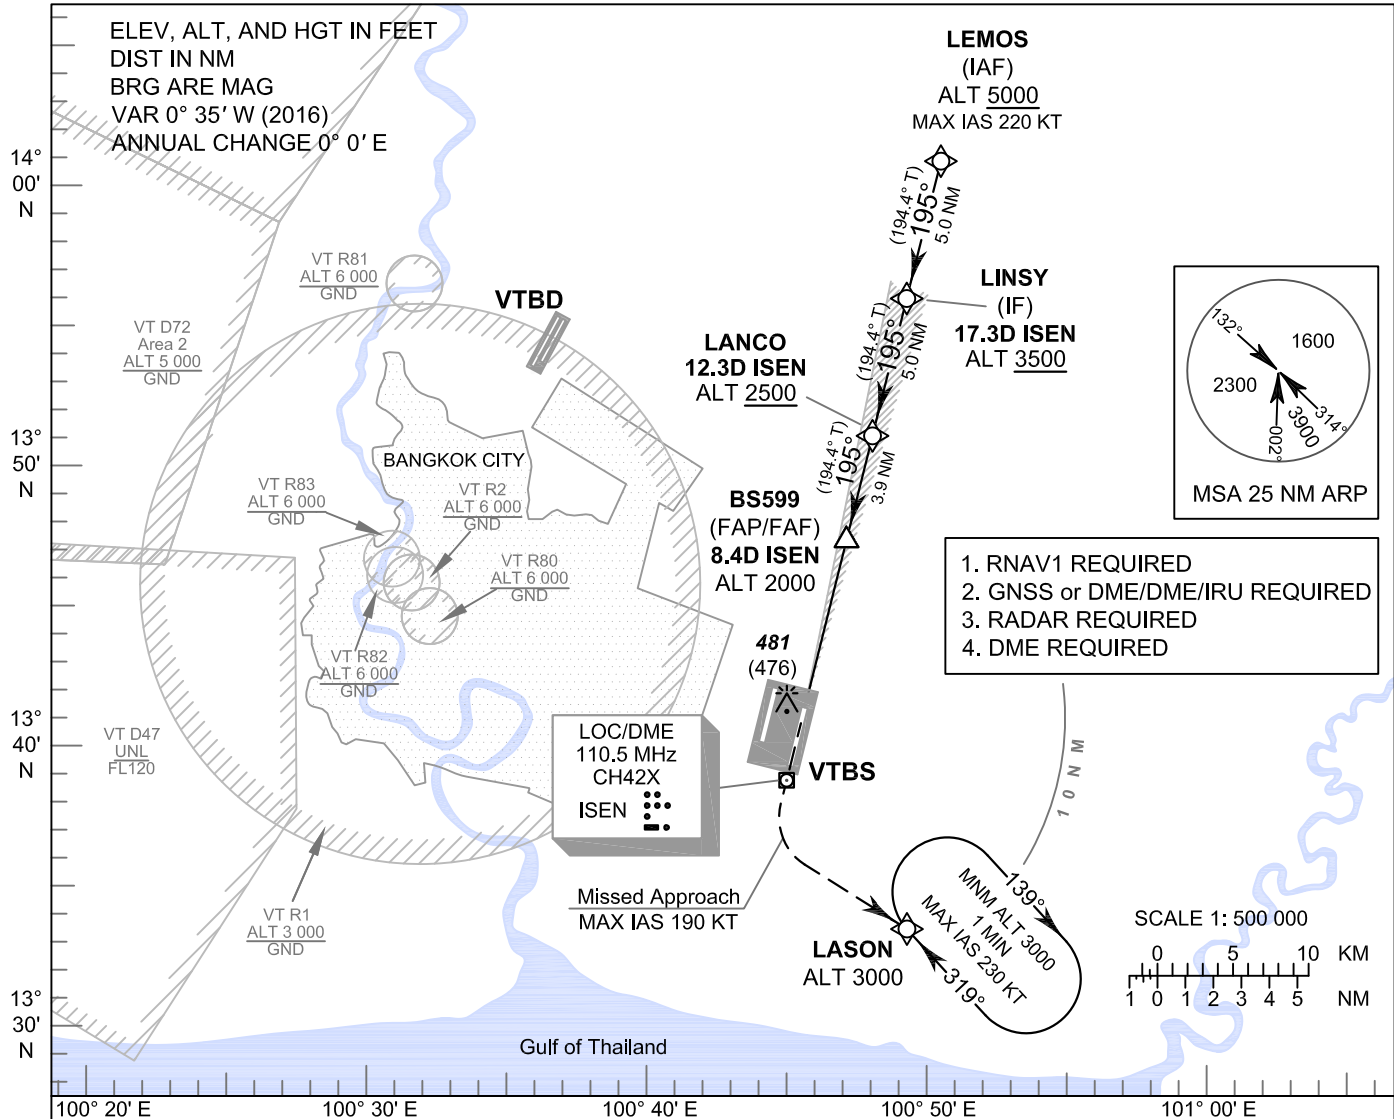 ELEV, ALT, AND HGT IN FEET
DIST IN NM
BRG ARE MAG
VAR 0° 35' W (2016)
ANNUAL CHANGE 0° 0' E
LEMOS
(IAF)
ALT 5000
MAX IAS 220 KT
14°
00'
N
(194.4° T)
195°
5.0 NM
VT R81
ALT 6 000
GND
VTBD
VT D72
Area 2
ALT 5 000
GND
LINSY
(IF)
17.3D ISEN
ALT 3500
(194.4° T)
195°
5.0 NM
LANCO
12.3D ISEN
ALT 2500
132°
1600
2300
314°
3900
002°
MSA 25 NM ARP
13°
50'
N
BANGKOK CITY
(194.4° T)
195°
3.9 NM
VT R83
ALT 6 000
GND
VT R2
ALT 6 000
GND
BS599
(FAP/FAF)
8.4D ISEN
ALT 2000
VT R80
ALT 6 000
GND
1. RNAV1 REQUIRED
2. GNSS or DME/DME/IRU REQUIRED
3. RADAR REQUIRED
4. DME REQUIRED
VT R82
ALT 6 000
GND
481
(476)
13°
40'
N
VT D47
UNL
FL120
LOC/DME
110.5 MHz
CH42X
ISEN
VTBS
10 NM
VT R1
ALT 3 000
GND
Missed Approach
MAX IAS 190 KT
139°
MNM ALT 3000
1 MIN
MAX IAS 230 KT
319°
LASON
ALT 3000
SCALE 1: 500 000
0 5 10 KM
1 0 1 2 3 4 5 NM
13°
30'
N
Gulf of Thailand
100° 20' E 100° 30' E 100° 40' E 100° 50' E 101° 00' E